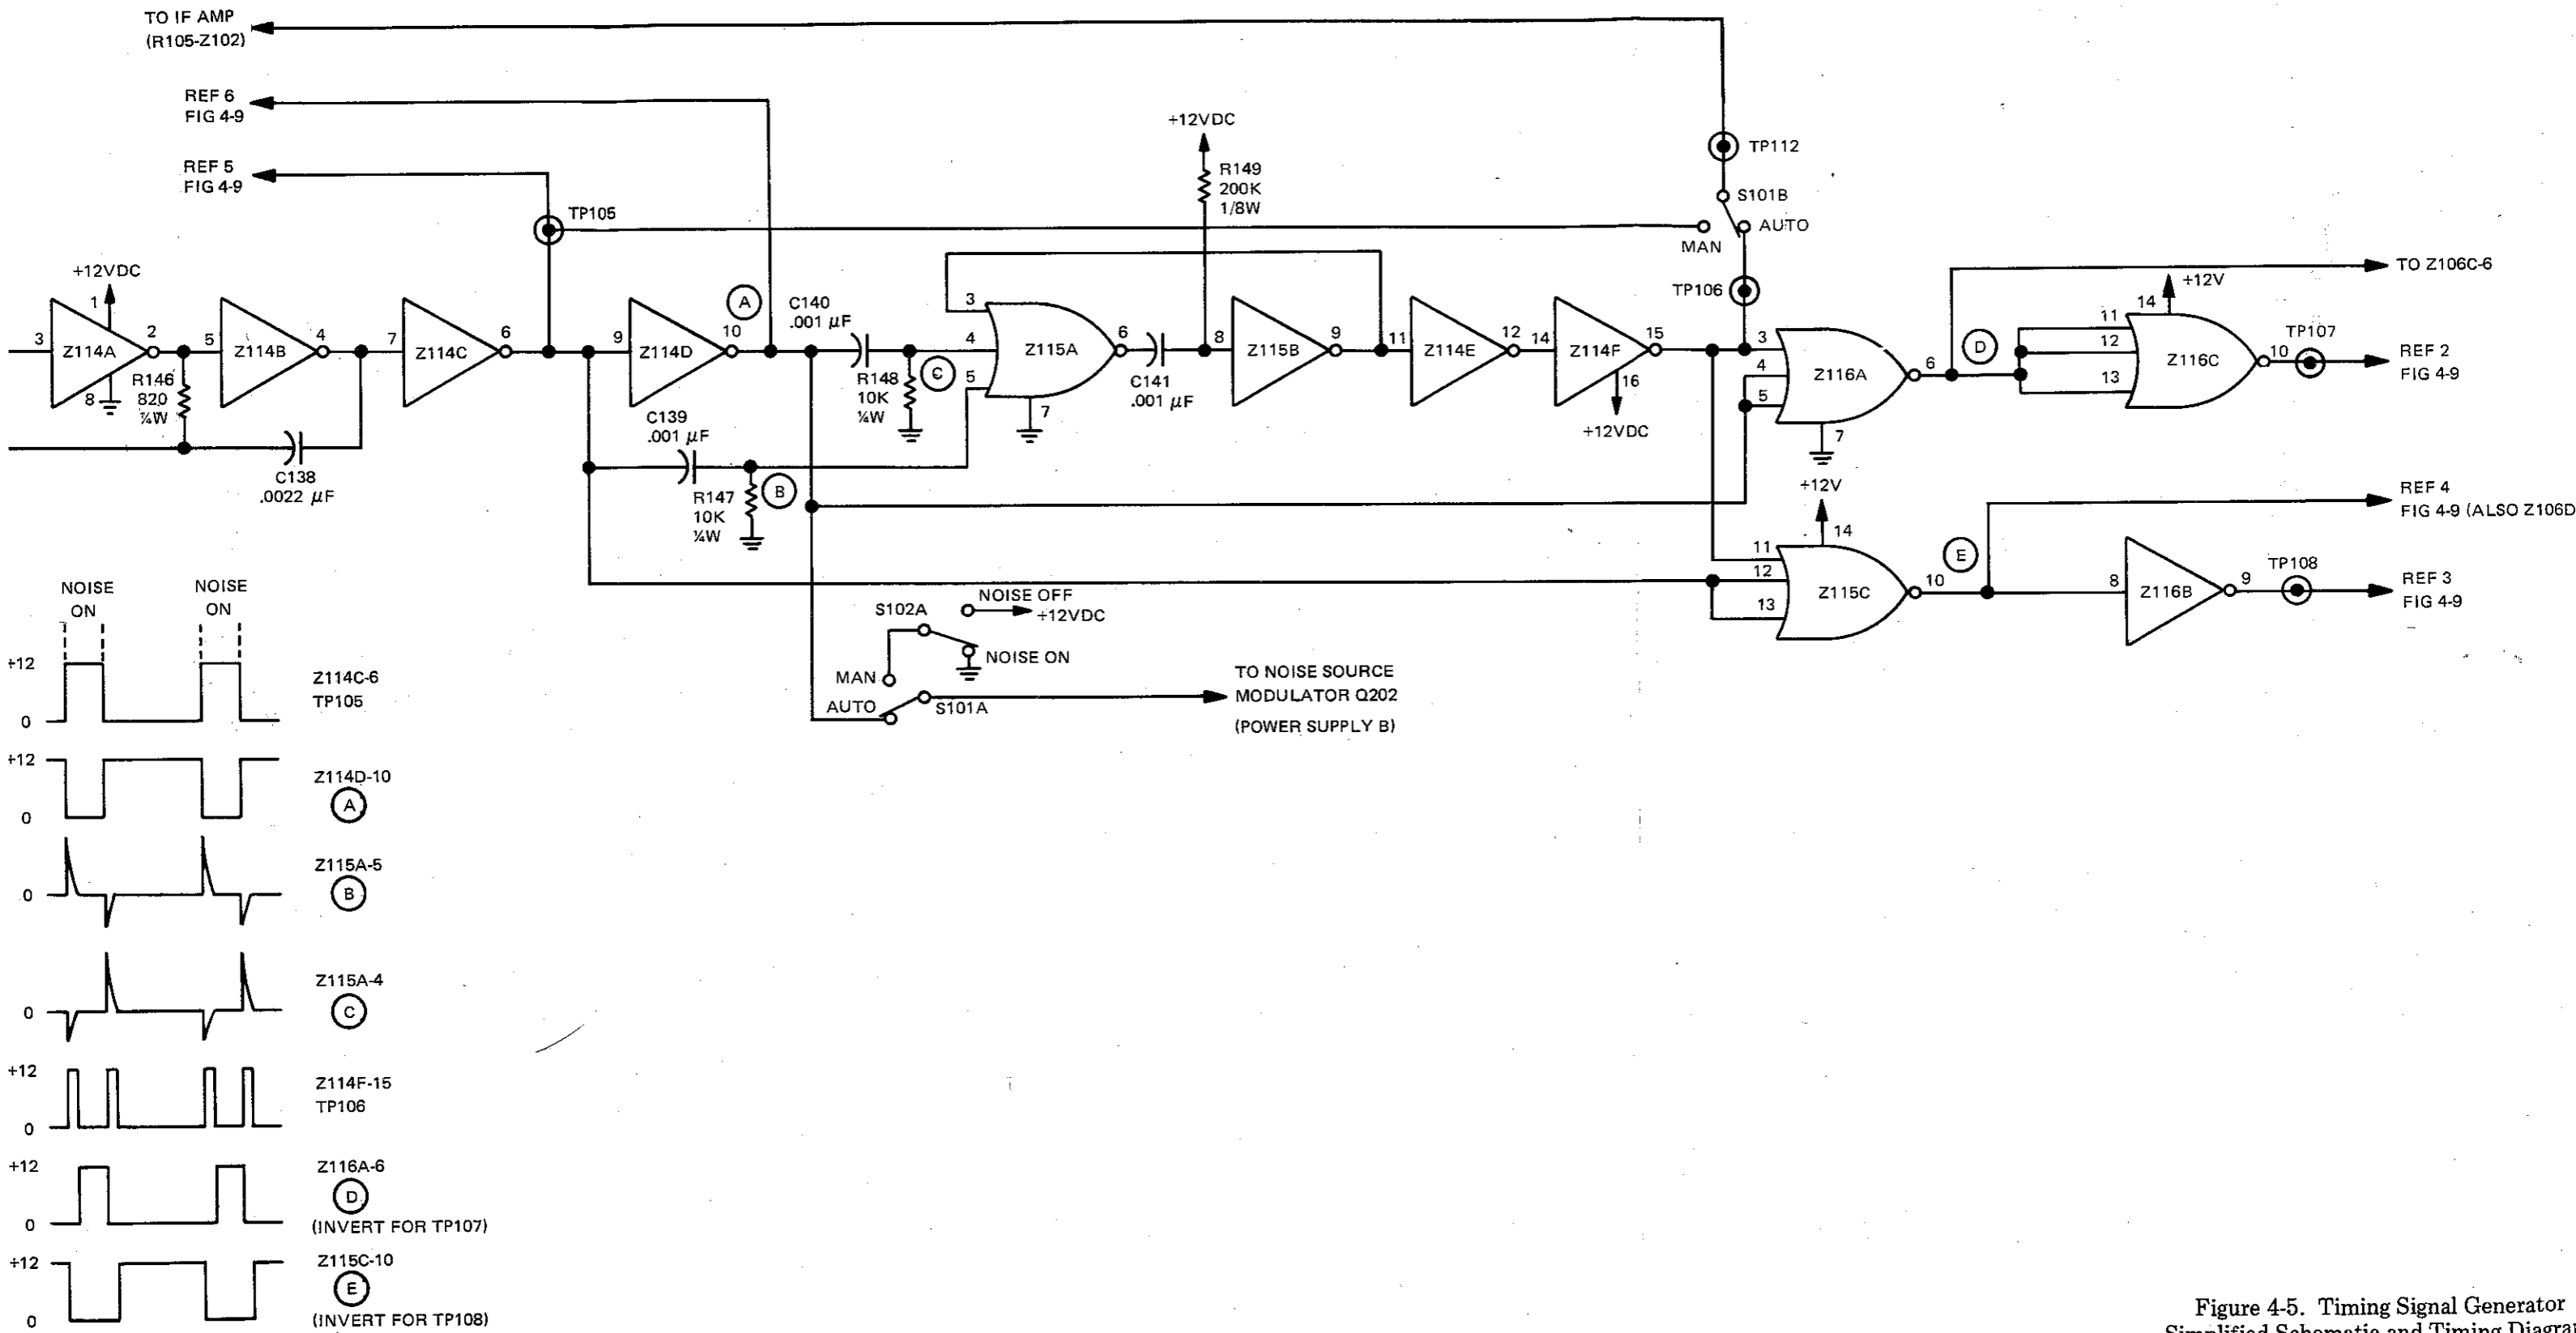 TO IF AMP
(R105-Z102)
REF 6
FIG 4-9
REF 5
FIG 4-9
TP105
+12VDC
R149
200K
1/8W
TP112
S101B
AUTO
MAN
TP106
TO Z106C-6
+12VDC
1
3
Z114A
2
8
R146
820
¼W
5
Z114B
4
C138
.0022 µF
7
Z114C
6
9
Z114D
10
A
C140
.001 µF
R148
10K
¼W
C
3
4
5
Z115A
6
7
C141
.001 µF
8
Z115B
9
11
Z114E
12
14
Z114F
15
16
+12VDC
3
4
5
Z116A
6
7
D
+12V
14
11
12
13
Z116C
10
TP107
REF 2
FIG 4-9
C139
.001 µF
R147
10K
¼W
B
+12V
14
11
12
13
Z115C
10
E
REF 4
FIG 4-9 (ALSO Z106D
8
Z116B
9
TP108
REF 3
FIG 4-9
S102A
NOISE OFF
+12VDC
NOISE ON
MAN
AUTO
S101A
TO NOISE SOURCE
MODULATOR Q202
(POWER SUPPLY B)
NOISE
ON
NOISE
ON
+12
0
Z114C-6
TP105
+12
0
Z114D-10
A
0
Z115A-5
B
0
Z115A-4
C
+12
0
Z114F-15
TP106
+12
0
Z116A-6
D
(INVERT FOR TP107)
+12
0
Z115C-10
E
(INVERT FOR TP108)
Figure 4-5. Timing Signal Generator
Simplified Schematic and Timing Diagra